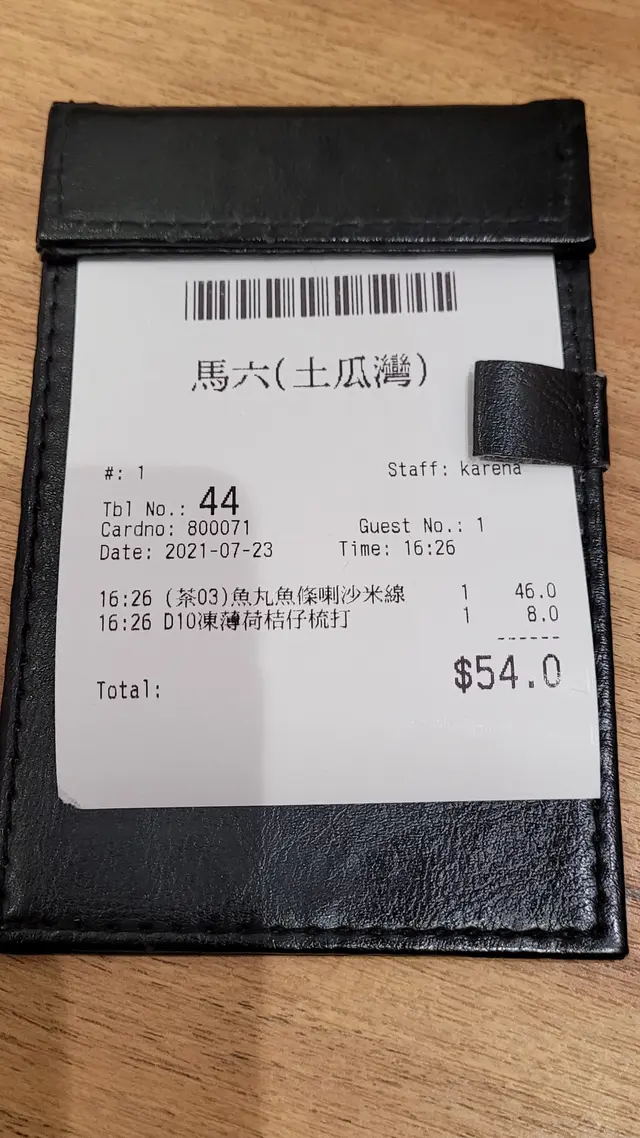 馬六(土瓜灣)
#: 1 Staff: karena
Tbl No.: 44
Cardno: 800071 Guest No.: 1
Date: 2021-07-23 Time: 16:26
16:26 (茶03)魚丸魚條喇沙米線 1 46.0
16:26 D10凍薄荷桔仔梳打 1 8.0
------
Total: $54.0